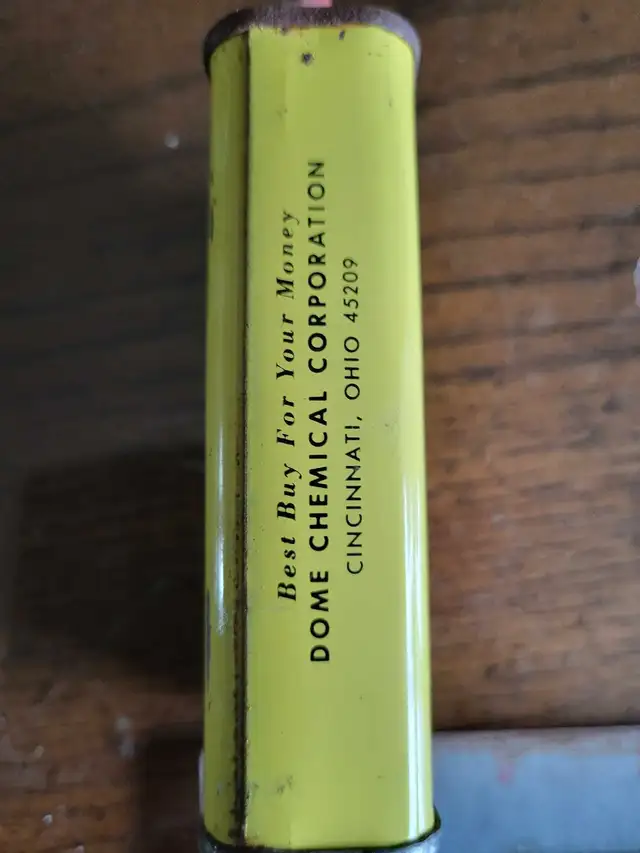 Best Buy For Your Money
DOME CHEMICAL CORPORATION
CINCINNATI, OHIO 45209